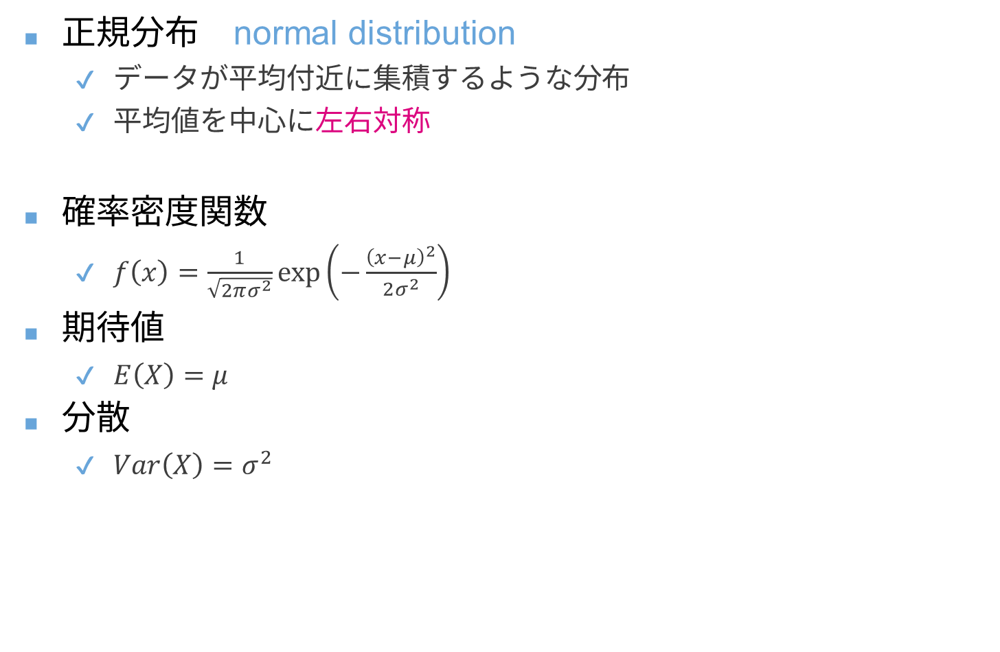 ■ 正規分布　normal distribution
✓ データが平均付近に集積するような分布
✓ 平均値を中心に左右対称
■ 確率密度関数
✓ f(x) = 1/√(2πσ²) exp(−(x−μ)²/2σ²)
■ 期待値
✓ E(X) = μ
■ 分散
✓ Var(X) = σ²